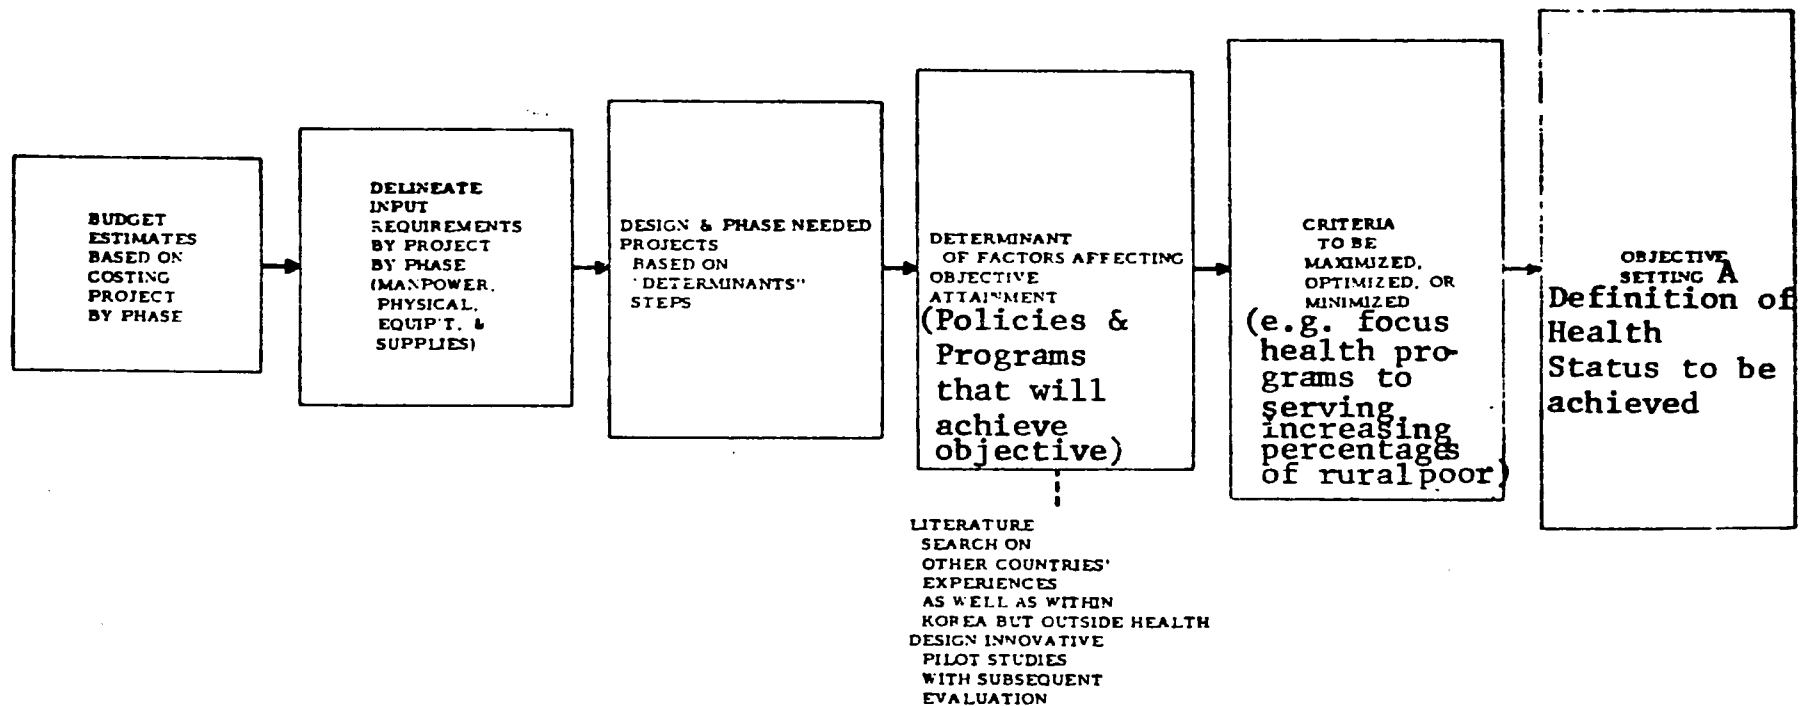 BUDGET
ESTIMATES
BASED ON
COSTING
PROJECT
BY PHASE
DELINEATE
INPUT
REQUIREMENTS
BY PROJECT
BY PHASE
(MANPOWER,
PHYSICAL,
EQUIP'T, &
SUPPLIES)
DESIGN & PHASE NEEDED
PROJECTS
BASED ON
"DETERMINANTS"
STEPS
DETERMINANT
OF FACTORS AFFECTING
OBJECTIVE
ATTAINMENT
(Policies &
Programs
that will
achieve
objective)
LITERATURE
SEARCH ON
OTHER COUNTRIES'
EXPERIENCES
AS WELL AS WITHIN
KOREA BUT OUTSIDE HEALTH
DESIGN INNOVATIVE
PILOT STUDIES
WITH SUBSEQUENT
EVALUATION
CRITERIA
TO BE
MAXIMIZED,
OPTIMIZED, OR
MINIMIZED
(e.g. focus
health pro-
grams to
serving
increasing
percentages
of rural poor)
OBJECTIVE
SETTING A
Definition of
Health
Status to be
achieved